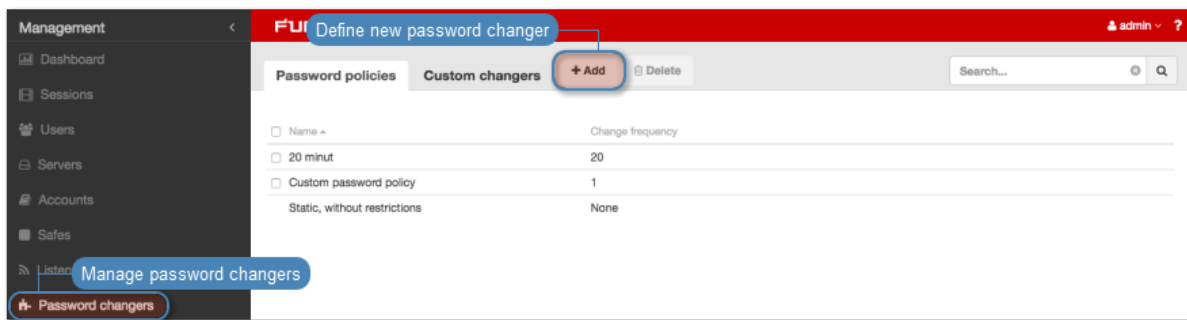 Management
Define new password changer
admin ?
Dashboard
Sessions
Users
Servers
Accounts
Safes
Manage password changers
Password changers
Password policies Custom changers + Add Delete Search...
Name Change frequency
20 minut 20
Custom password policy 1
Static, without restrictions None